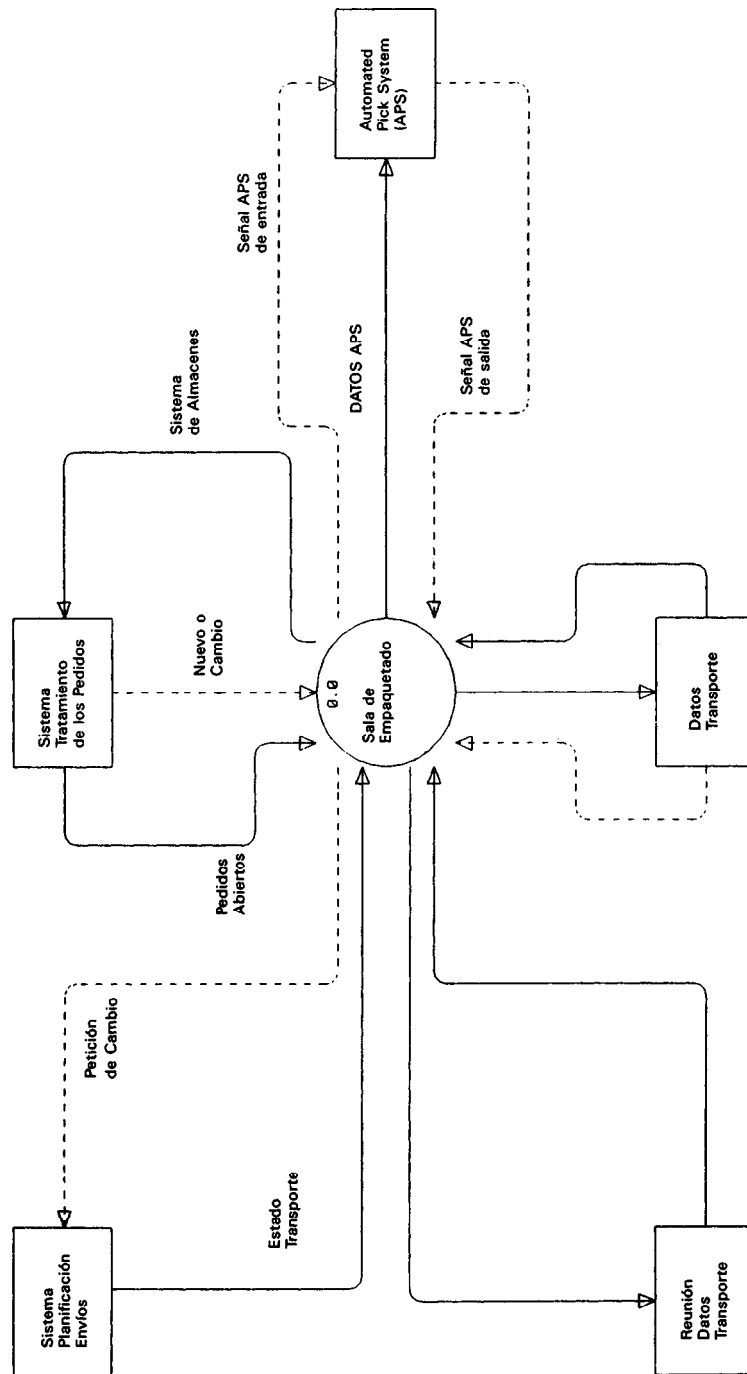 Sistema
Planificación
Envíos
Petición
de Cambio
Estado
Transporte
Reunión
Datos
Transporte
Pedidos
Abiertos
Sistema
Tratamiento
de los Pedidos
Nuevo o
Cambio
Sistema
de Almacenes
0.0
Sala de
Empaquetado
Datos
Transporte
Señal APS
de entrada
DATOS APS
Señal APS
de salida
Automated
Pick System
(APS)